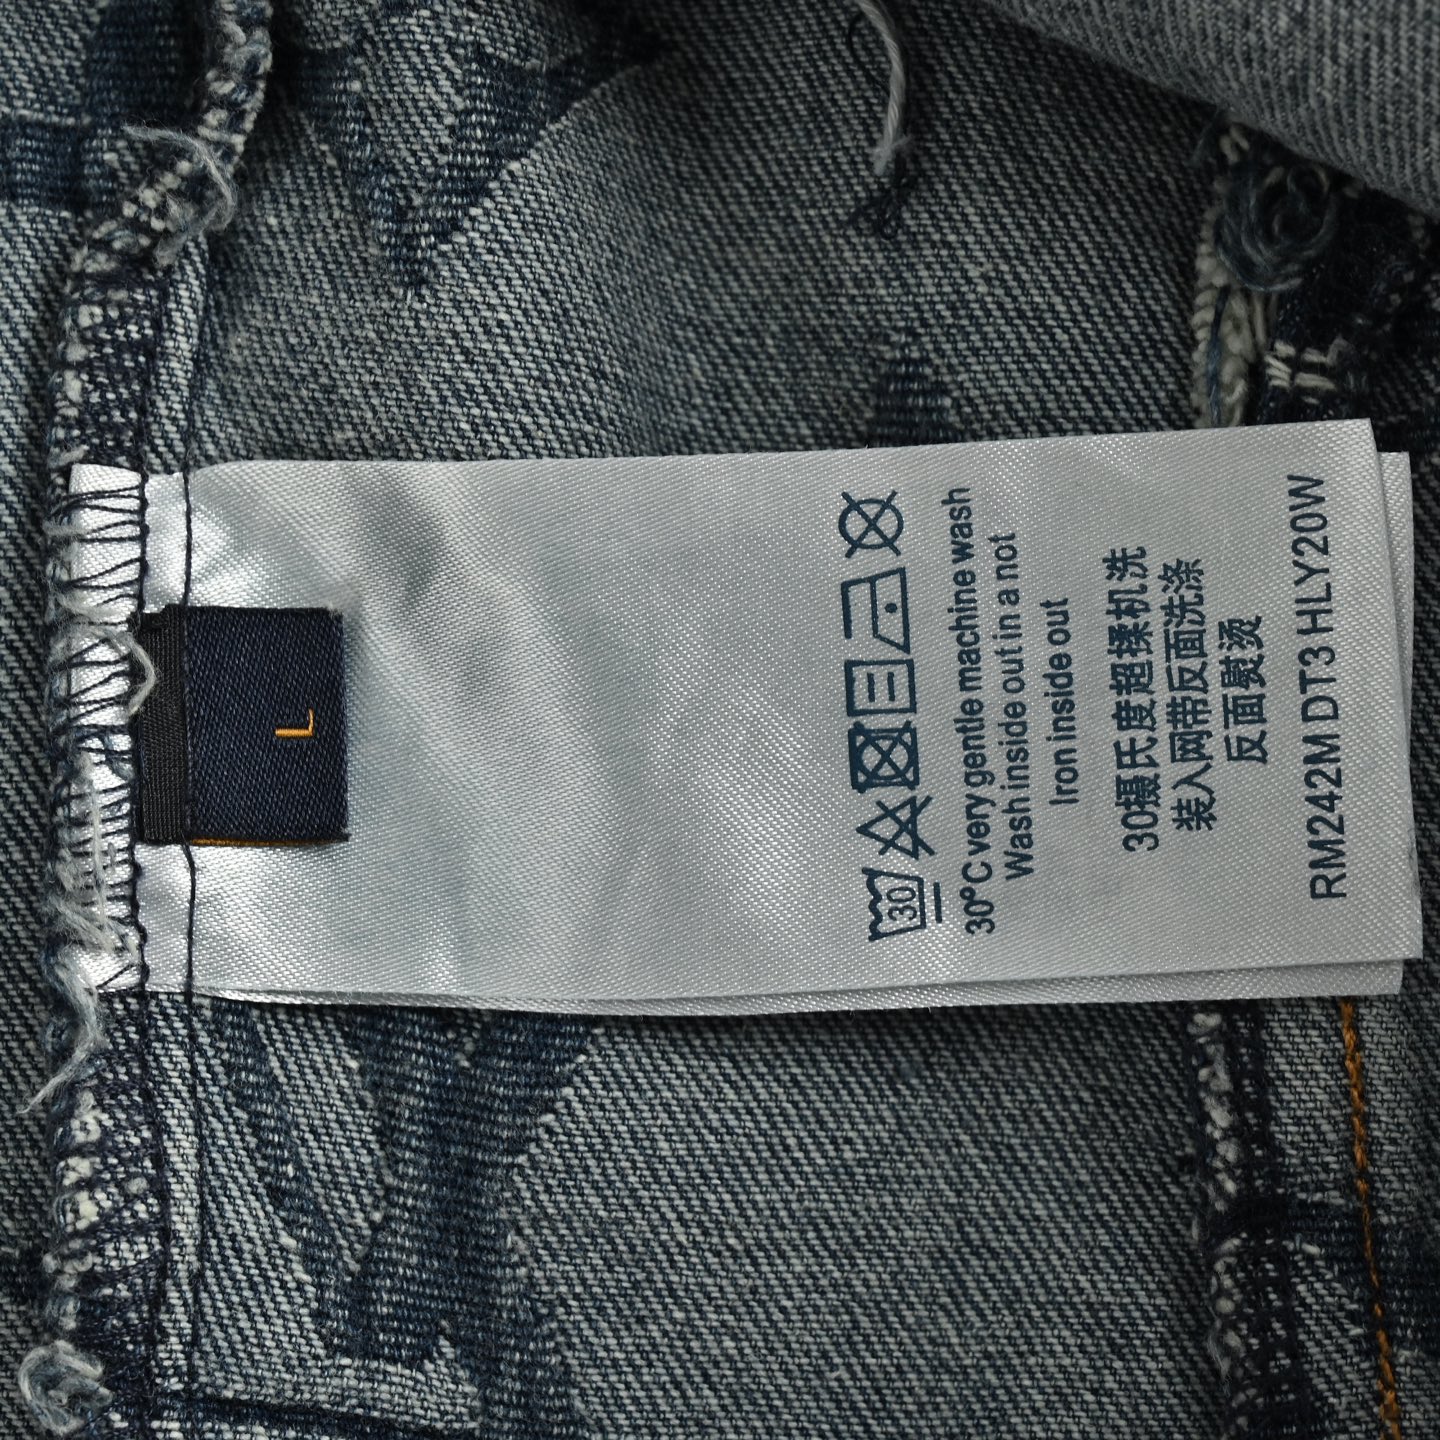 L
30
30°C very gentle machine wash
Wash inside out in a not
Iron inside out
30摄氏度超揉机洗
装入网带反面洗涤
反面熨烫
RM242M DT3 HLY20W